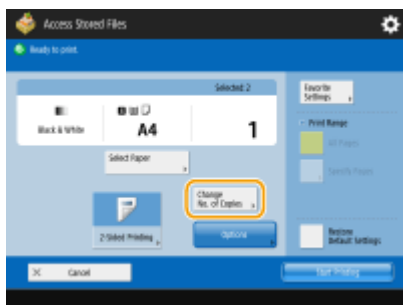 Access Stored Files
Ready to print.
Selected: 2
Black & White
A4
1
Select Paper
Change
No. of Copies
2-Sided Printing
Options
Favorite
Settings
Print Range
All Pages
Specify Pages
Restore
Default Settings
Cancel
Start Printing